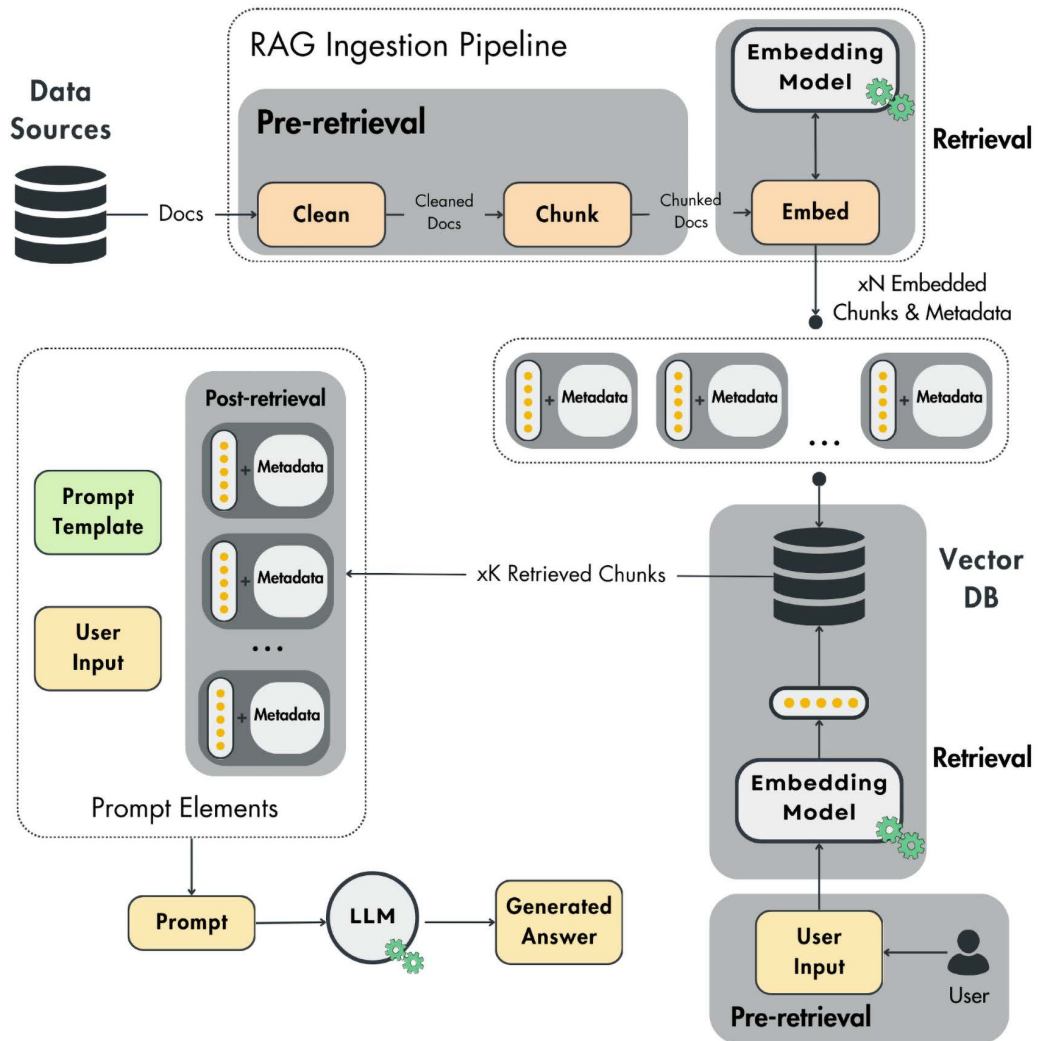 RAG Ingestion Pipeline
Data
Sources
Pre-retrieval
Embedding
Model
Retrieval
Docs
Clean
Cleaned
Docs
Chunk
Chunked
Docs
Embed
xN Embedded
Chunks & Metadata
+ Metadata
+ Metadata
...
+ Metadata
Post-retrieval
+ Metadata
+ Metadata
...
+ Metadata
Prompt
Template
User
Input
Prompt Elements
xK Retrieved Chunks
Vector
DB
Retrieval
Embedding
Model
Prompt
LLM
Generated
Answer
User
Input
User
Pre-retrieval